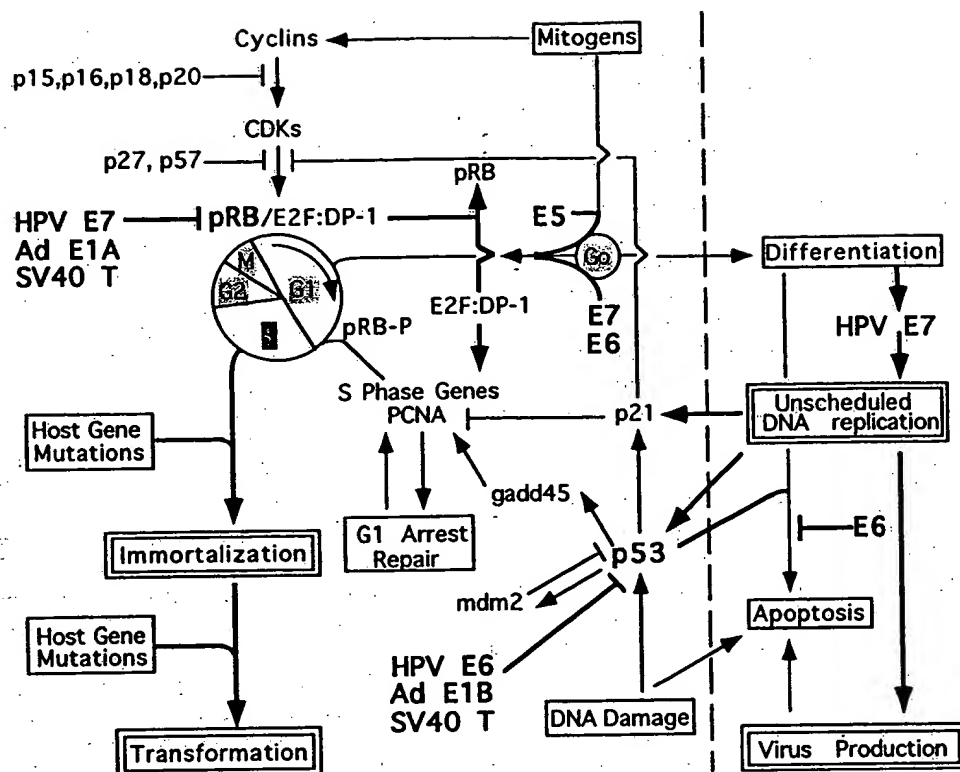 Cyclins
Mitogens
p15,p16,p18,p20
CDKs
p27, p57
pRB
HPV E7
Ad E1A
SV40 T
pRB/E2F:DP-1
E5
Go
Differentiation
M
G2
G1
S
E2F:DP-1
E7
E6
HPV E7
pRB-P
S Phase Genes
PCNA
p21
Unscheduled
DNA replication
Host Gene
Mutations
gadd45
G1 Arrest
Repair
p53
E6
Immortalization
mdm2
Apoptosis
Host Gene
Mutations
HPV E6
Ad E1B
SV40 T
DNA Damage
Transformation
Virus Production